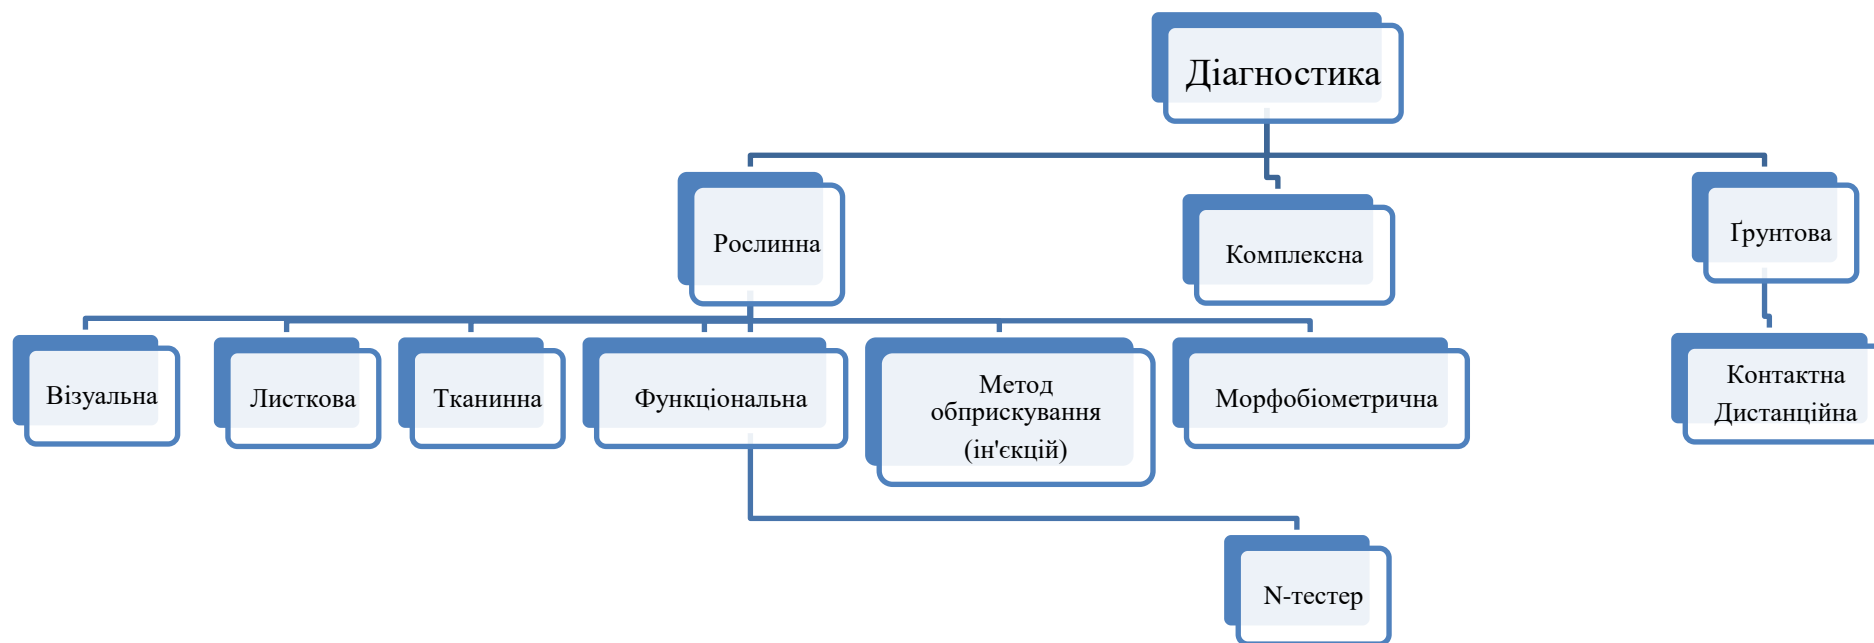 Діагностика
Рослинна
Комплексна
Ґрунтова
Візуальна
Листкова
Тканинна
Функціональна
Метод
обприскування
(ін'єкцій)
Морфобіометрична
Контактна
Дистанційна
N-тестер